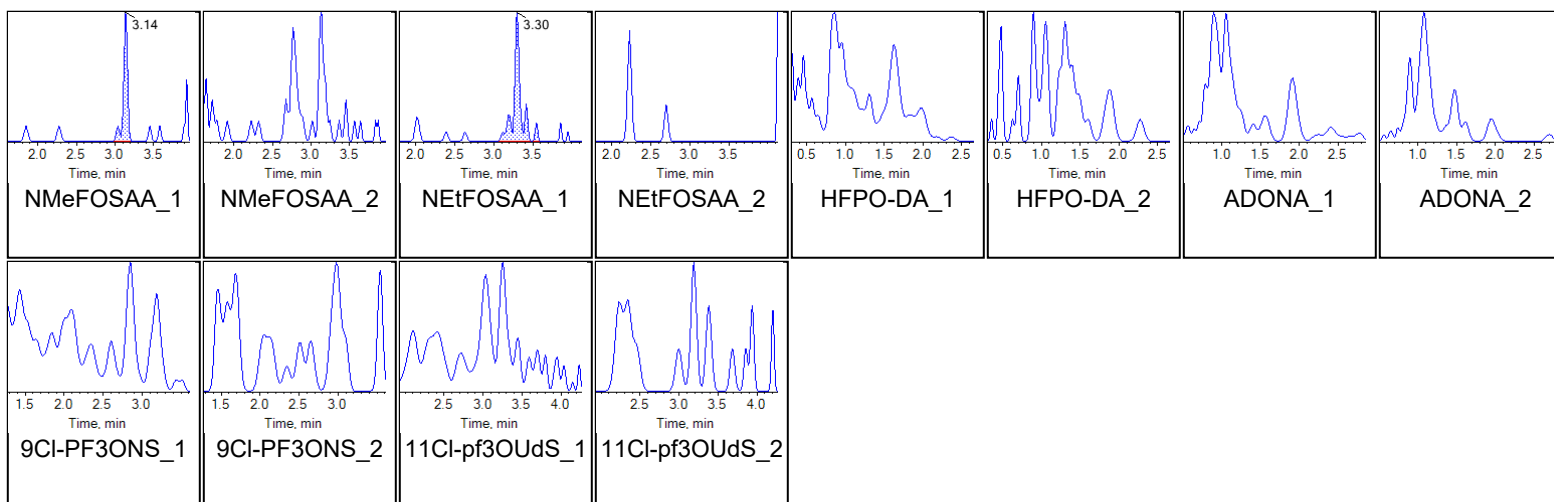 3.14
3.30
2.0 2.5 3.0 3.5
2.0 2.5 3.0 3.5
2.0 2.5 3.0 3.5
2.0 2.5 3.0 3.5
0.5 1.0 1.5 2.0 2.5
0.5 1.0 1.5 2.0 2.5
1.0 1.5 2.0 2.5
1.0 1.5 2.0 2.5
Time, min
Time, min
Time, min
Time, min
Time, min
Time, min
Time, min
Time, min
NMeFOSAA_1
NMeFOSAA_2
NEtFOSAA_1
NEtFOSAA_2
HFPO-DA_1
HFPO-DA_2
ADONA_1
ADONA_2
1.5 2.0 2.5 3.0
1.5 2.0 2.5 3.0
2.5 3.0 3.5 4.0
2.5 3.0 3.5 4.0
Time, min
Time, min
Time, min
Time, min
9Cl-PF3ONS_1
9Cl-PF3ONS_2
11Cl-pf3OUdS_1
11Cl-pf3OUdS_2